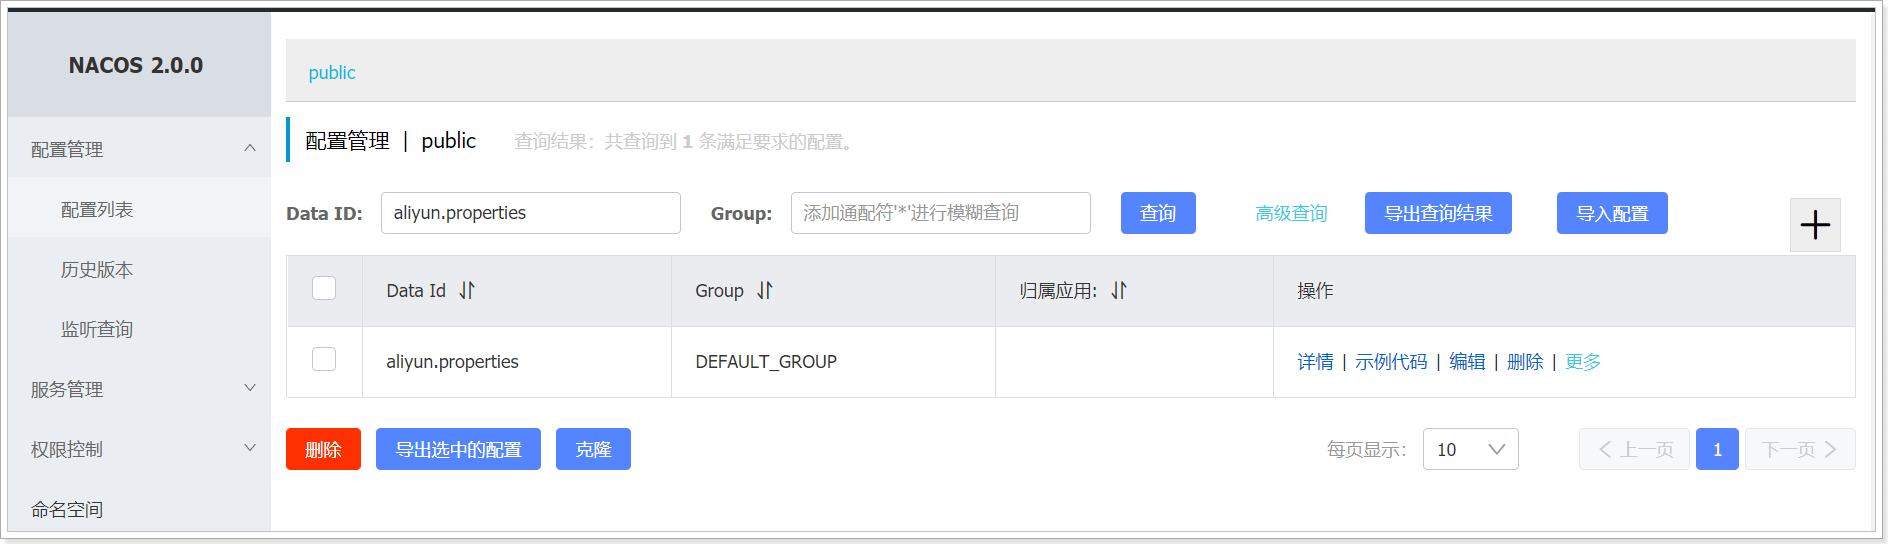 NACOS 2.0.0
配置管理
配置列表
历史版本
监听查询
服务管理
权限控制
命名空间
public
配置管理 | public 查询结果：共查询到 1 条满足要求的配置。
Data ID: aliyun.properties Group: 添加通配符'*'进行模糊查询 查询 高级查询 导出查询结果 导入配置
Data Id Group 归属应用: 操作
aliyun.properties DEFAULT_GROUP 详情 | 示例代码 | 编辑 | 删除 | 更多
删除 导出选中的配置 克隆 每页显示: 10 上一页 1 下一页